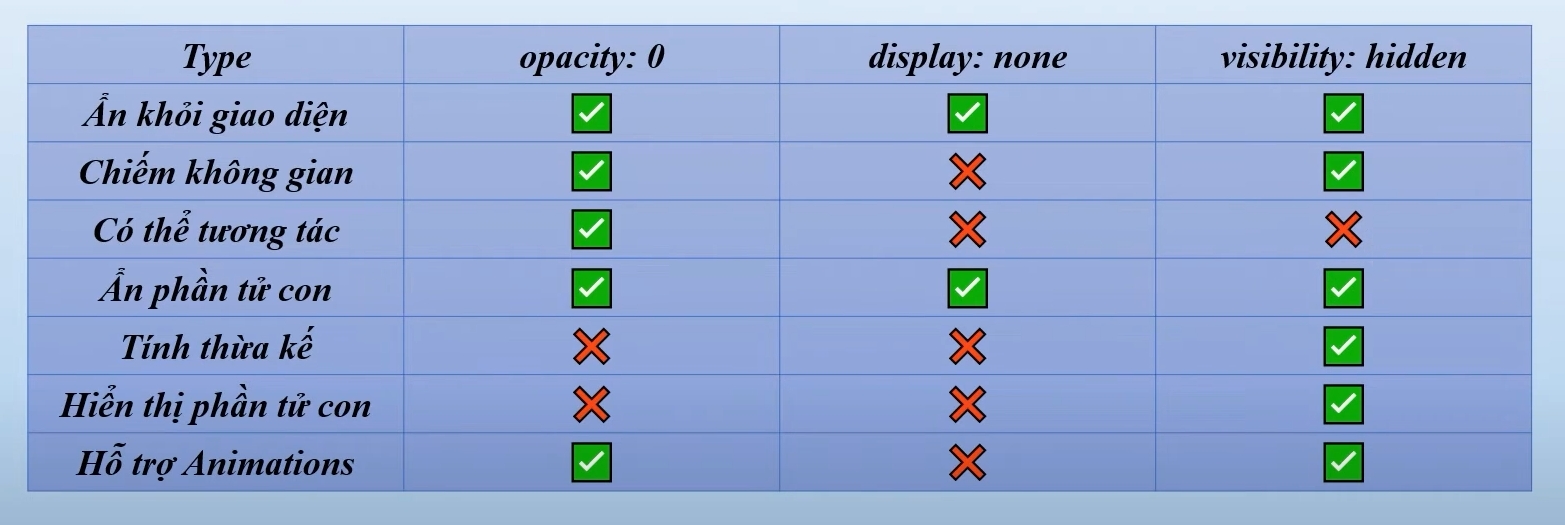 Type opacity: 0 display: none visibility: hidden
Ẩn khỏi giao diện
Chiếm không gian
Có thể tương tác
Ẩn phần tử con
Tính thừa kế
Hiển thị phần tử con
Hỗ trợ Animations